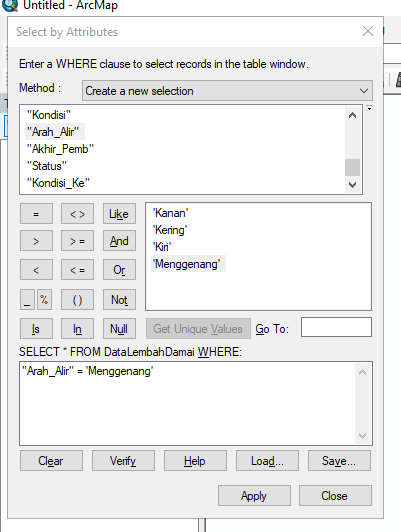 Untitled - ArcMap
Select by Attributes
Enter a WHERE clause to select records in the table window.
Method :
Create a new selection
"Kondisi"
"Arah_Alir"
"Akhir_Pemb"
"Status"
"Kondisi_Ke"
= < > Like
> > = And
< < = Or
_ % ( ) Not
Is In Null
'Kanan'
'Kering'
'Kiri'
'Menggenang'
Get Unique Values Go To:
SELECT * FROM DataLembahDamai WHERE:
"Arah_Alir" = 'Menggenang'
Clear Verify Help Load... Save...
Apply Close